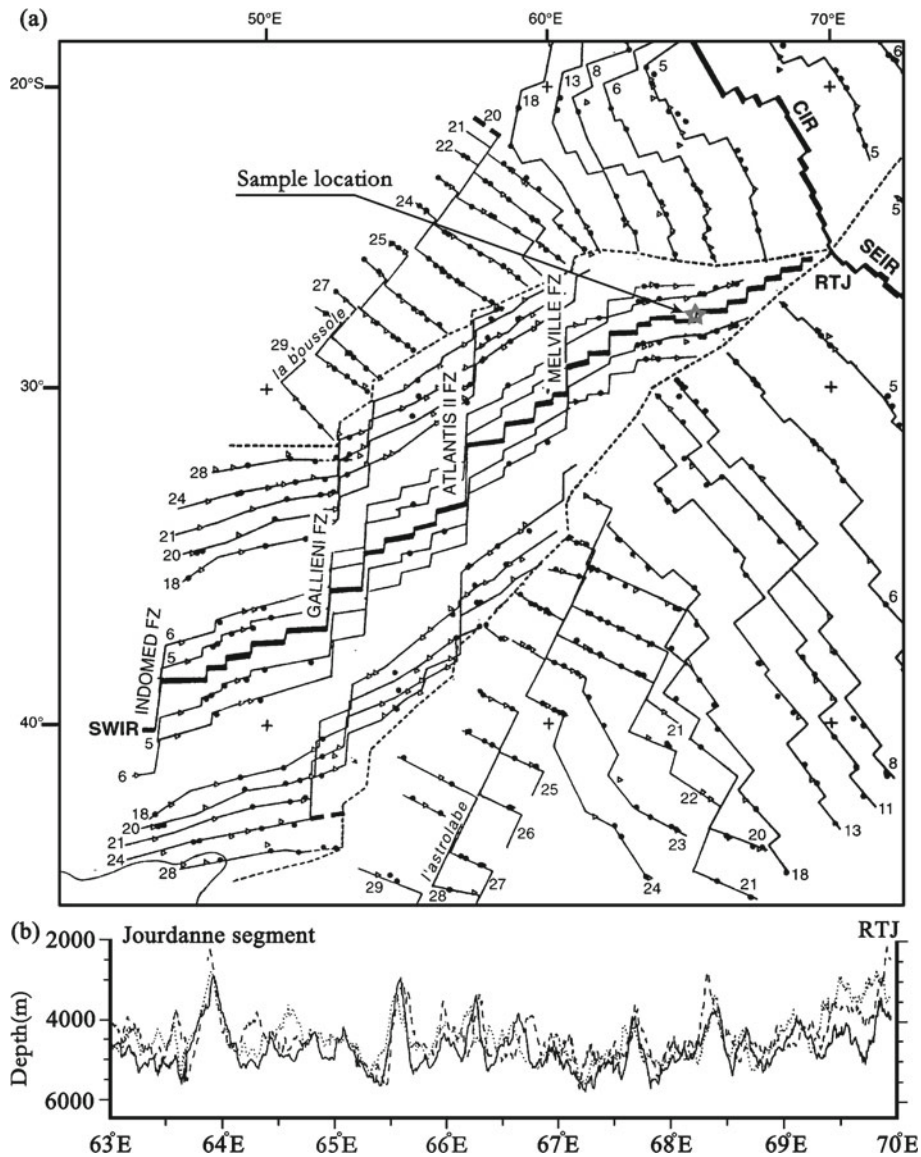 (a)
50°E
60°E
70°E
20°S
30°
40°
Sample location
20
21
22
24
25
27
29
18
13
8
6
5
6
5
5
CIR
SEIR
RTJ
la boussole
MELVILLE FZ
ATLANTIS II FZ
GALLIENI FZ
INDOMED FZ
SWIR
28
24
21
20
18
6
5
5
6
18
20
21
24
28
5
6
8
11
13
18
20
21
21
22
23
24
25
26
27
28
29
l'astrolabe
(b)
Jourdanne segment
RTJ
Depth(m)
2000
4000
6000
63°E
64°E
65°E
66°E
67°E
68°E
69°E
70°E